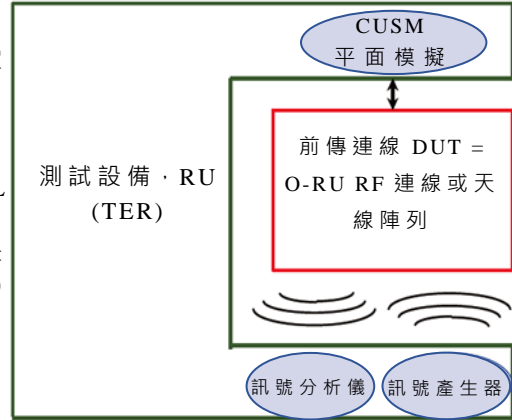 CUSM
平面模擬
測試設備，RU
(TER)
前傳連線 DUT =
O-RU RF 連線或天
線陣列
訊號分析儀
訊號產生器